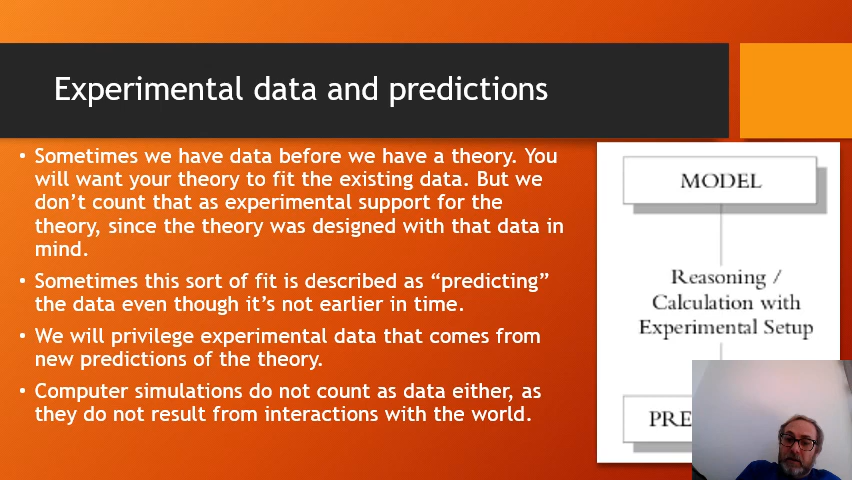 Experimental data and predictions
• Sometimes we have data before we have a theory. You
will want your theory to fit the existing data. But we
don’t count that as experimental support for the
theory, since the theory was designed with that data in
mind.
• Sometimes this sort of fit is described as “predicting”
the data even though it’s not earlier in time.
• We will privilege experimental data that comes from
new predictions of the theory.
• Computer simulations do not count as data either, as
they do not result from interactions with the world.
MODEL
Reasoning /
Calculation with
Experimental Setup